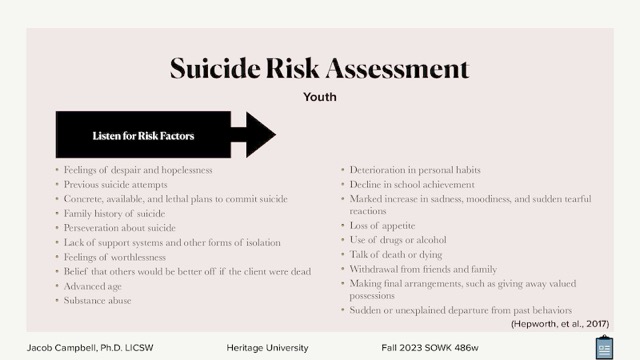 Suicide Risk Assessment
Youth
Listen for Risk Factors
• Feelings of despair and hopelessness
• Previous suicide attempts
• Concrete, available, and lethal plans to commit suicide
• Family history of suicide
• Perseveration about suicide
• Lack of support systems and other forms of isolation
• Feelings of worthlessness
• Belief that others would be better off if the client were dead
• Advanced age
• Substance abuse
• Deterioration in personal habits
• Decline in school achievement
• Marked increase in sadness, moodiness, and sudden tearful
reactions
• Loss of appetite
• Use of drugs or alcohol
• Talk of death or dying
• Withdrawal from friends and family
• Making final arrangements, such as giving away valued
possessions
• Sudden or unexplained departure from past behaviors
(Hepworth, et al., 2017)
Jacob Campbell, Ph.D. LICSW
Heritage University
Fall 2023 SOWK 486w